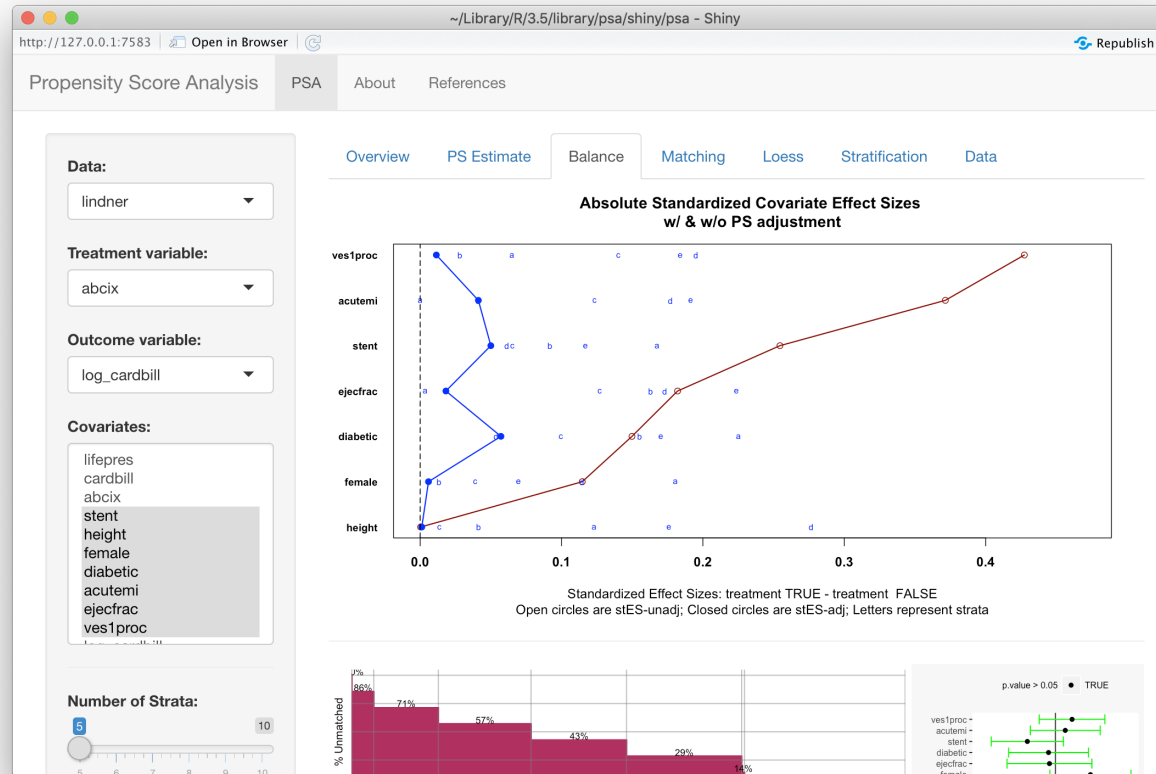 ~/Library/R/3.5/library/psa/shiny/psa - Shiny
http://127.0.0.1:7583 Open in Browser Republish
Propensity Score Analysis PSA About References
Data:
lindner
Treatment variable:
abcix
Outcome variable:
log_cardbill
Covariates:
lifepres
cardbill
abcix
stent
height
female
diabetic
acutemi
ejecfrac
ves1proc
Number of Strata:
5 10
5 6 7 8 9 10
Overview PS Estimate Balance Matching Loess Stratification Data
Absolute Standardized Covariate Effect Sizes
w/ & w/o PS adjustment
ves1proc b a c e d
acutemi a c d e
stent d c b e a
ejecfrac a c b d e
diabetic c b e a
female b c e a
height c b a e d
0.0 0.1 0.2 0.3 0.4
Standardized Effect Sizes: treatment TRUE - treatment FALSE
Open circles are stES-unadj; Closed circles are stES-adj; Letters represent strata
% Unmatched
86%
71%
57%
43%
29%
14%
p.value > 0.05 TRUE
ves1proc
acutemi
stent
diabetic
ejecfrac